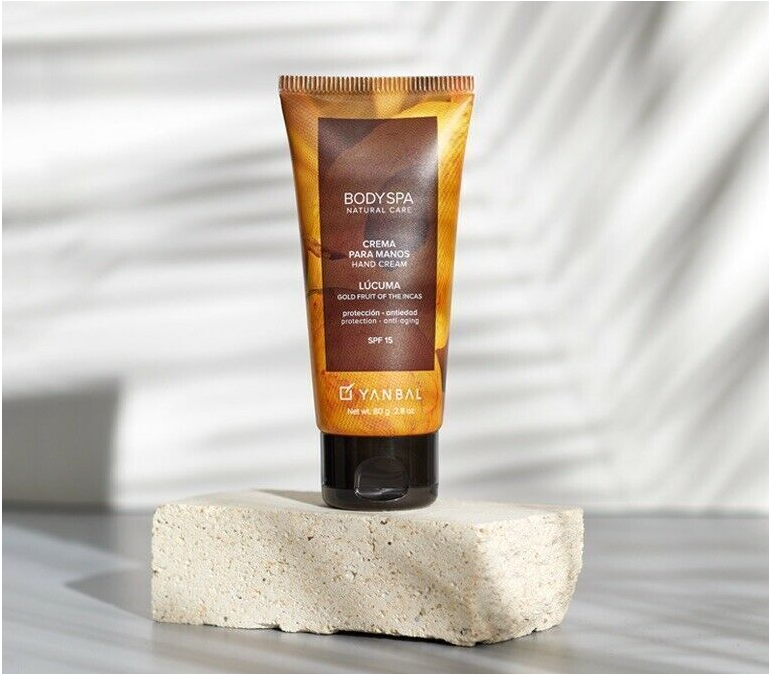 BODYSPA
NATURAL CARE
CREMA
PARA MANOS
HAND CREAM
LÚCUMA
GOLD FRUIT OF THE INCAS
protección - antiedad
protection - anti-aging
SPF 15
YANBAL
Net wt. 80 g 2.8 oz